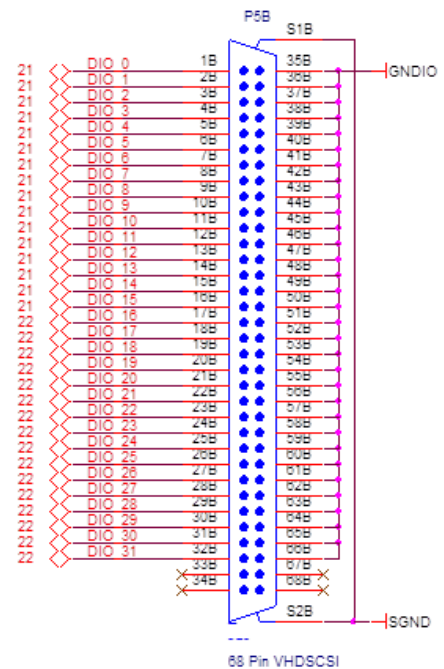 P5B
S1B
21 DIO 0 1B 35B GNDIO
21 DIO 1 2B 36B
21 DIO 2 3B 37B
21 DIO 3 4B 38B
21 DIO 4 5B 39B
21 DIO 5 6B 40B
21 DIO 6 7B 41B
21 DIO 7 8B 42B
21 DIO 8 9B 43B
21 DIO 9 10B 44B
21 DIO 10 11B 45B
21 DIO 11 12B 46B
21 DIO 12 13B 47B
21 DIO 13 14B 48B
21 DIO 14 15B 49B
21 DIO 15 16B 50B
22 DIO 16 17B 51B
22 DIO 17 18B 52B
22 DIO 18 19B 53B
22 DIO 19 20B 54B
22 DIO 20 21B 55B
22 DIO 21 22B 56B
22 DIO 22 23B 57B
22 DIO 23 24B 58B
22 DIO 24 25B 59B
22 DIO 25 26B 60B
22 DIO 26 27B 61B
22 DIO 27 28B 62B
22 DIO 28 29B 63B
22 DIO 29 30B 64B
22 DIO 30 31B 65B
22 DIO 31 32B 66B
33B 67B
34B 68B
S2B SGND
68 Pin VHDSCSI